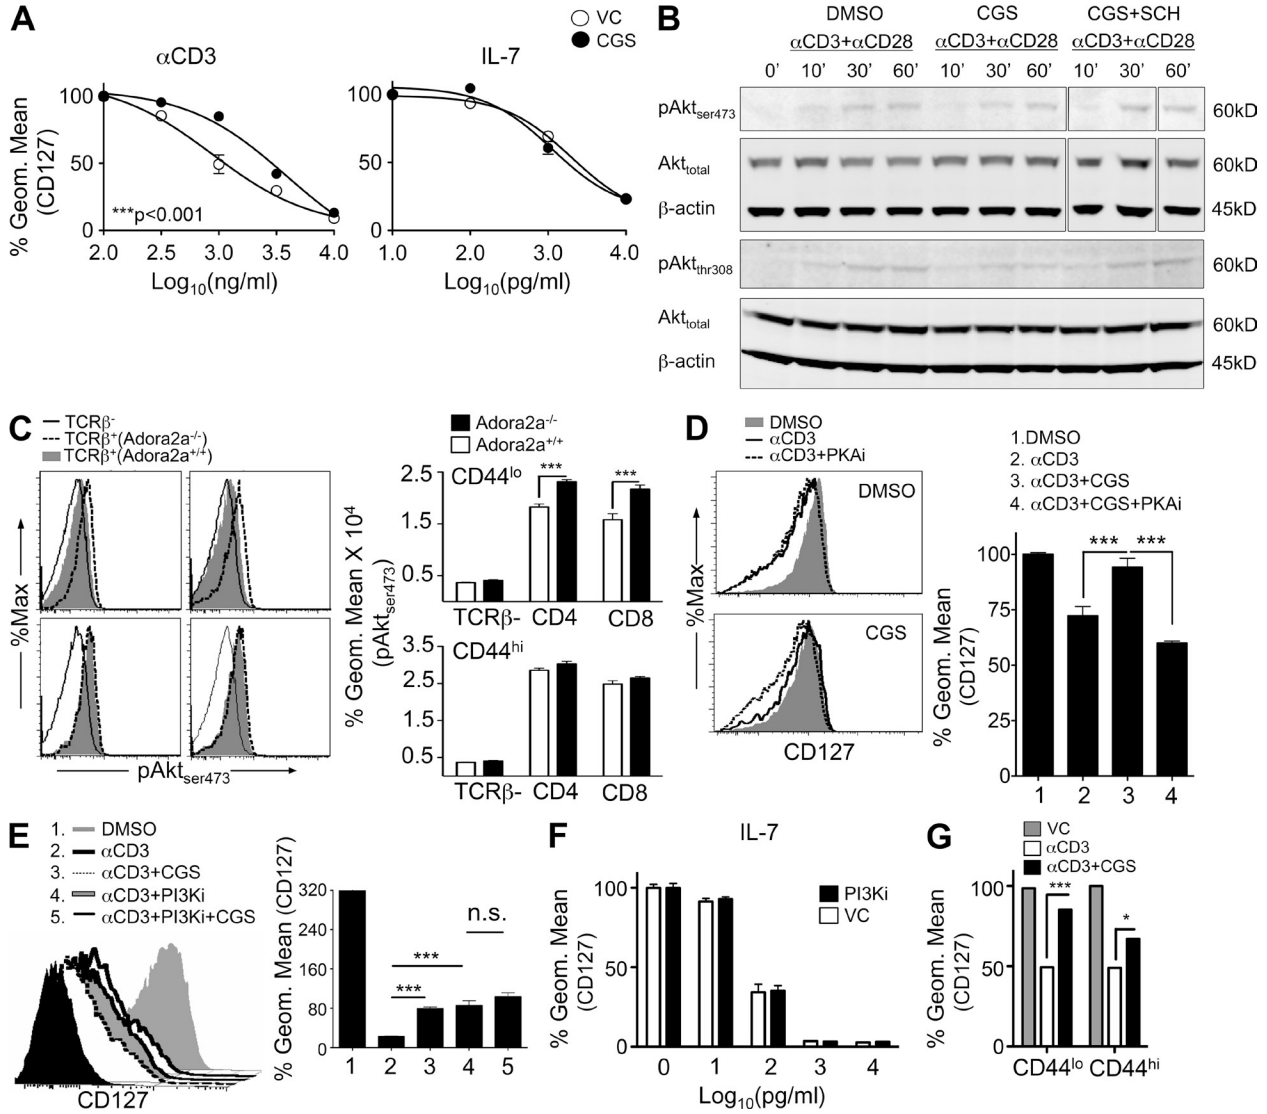 A
○ VC
● CGS
αCD3
IL-7
% Geom. Mean
(CD127)
100
50
0
***p<0.001
2.0 2.5 3.0 3.5 4.0
Log10(ng/ml)
100
50
0
1.0 2.0 3.0 4.0
Log10(pg/ml)
B
DMSO CGS CGS+SCH
αCD3+αCD28 αCD3+αCD28 αCD3+αCD28
0' 10' 30' 60' 10' 30' 60' 10' 30' 60'
pAktser473 60kD
Akttotal 60kD
β-actin 45kD
pAktthr308 60kD
Akttotal 60kD
β-actin 45kD
C
TCRβ-
TCRβ+(Adora2a-/-)
TCRβ+(Adora2a+/+)
%Max
pAktser473
Adora2a-/-
Adora2a+/+
% Geom. Mean X 104
(pAktser473)
CD44lo
*** ***
2.5
1.5
0.5
TCRβ- CD4 CD8
CD44hi
3.5
2.5
1.5
0.5
TCRβ- CD4 CD8
D
DMSO
αCD3
αCD3+PKAi
DMSO
CGS
%Max
CD127
1.DMSO
2. αCD3
3. αCD3+CGS
4. αCD3+CGS+PKAi
*** ***
% Geom. Mean
(CD127)
100
75
50
25
0
1 2 3 4
E
1. DMSO
2. αCD3
3. αCD3+CGS
4. αCD3+PI3Ki
5. αCD3+PI3Ki+CGS
CD127
% Geom. Mean (CD127)
320
240
160
80
0
n.s.
***
***
1 2 3 4 5
F
IL-7
% Geom. Mean
(CD127)
100
50
0
PI3Ki
VC
0 1 2 3 4
Log10(pg/ml)
G
VC
αCD3
αCD3+CGS
% Geom. Mean
(CD127)
100
50
0
***
*
CD44lo CD44hi